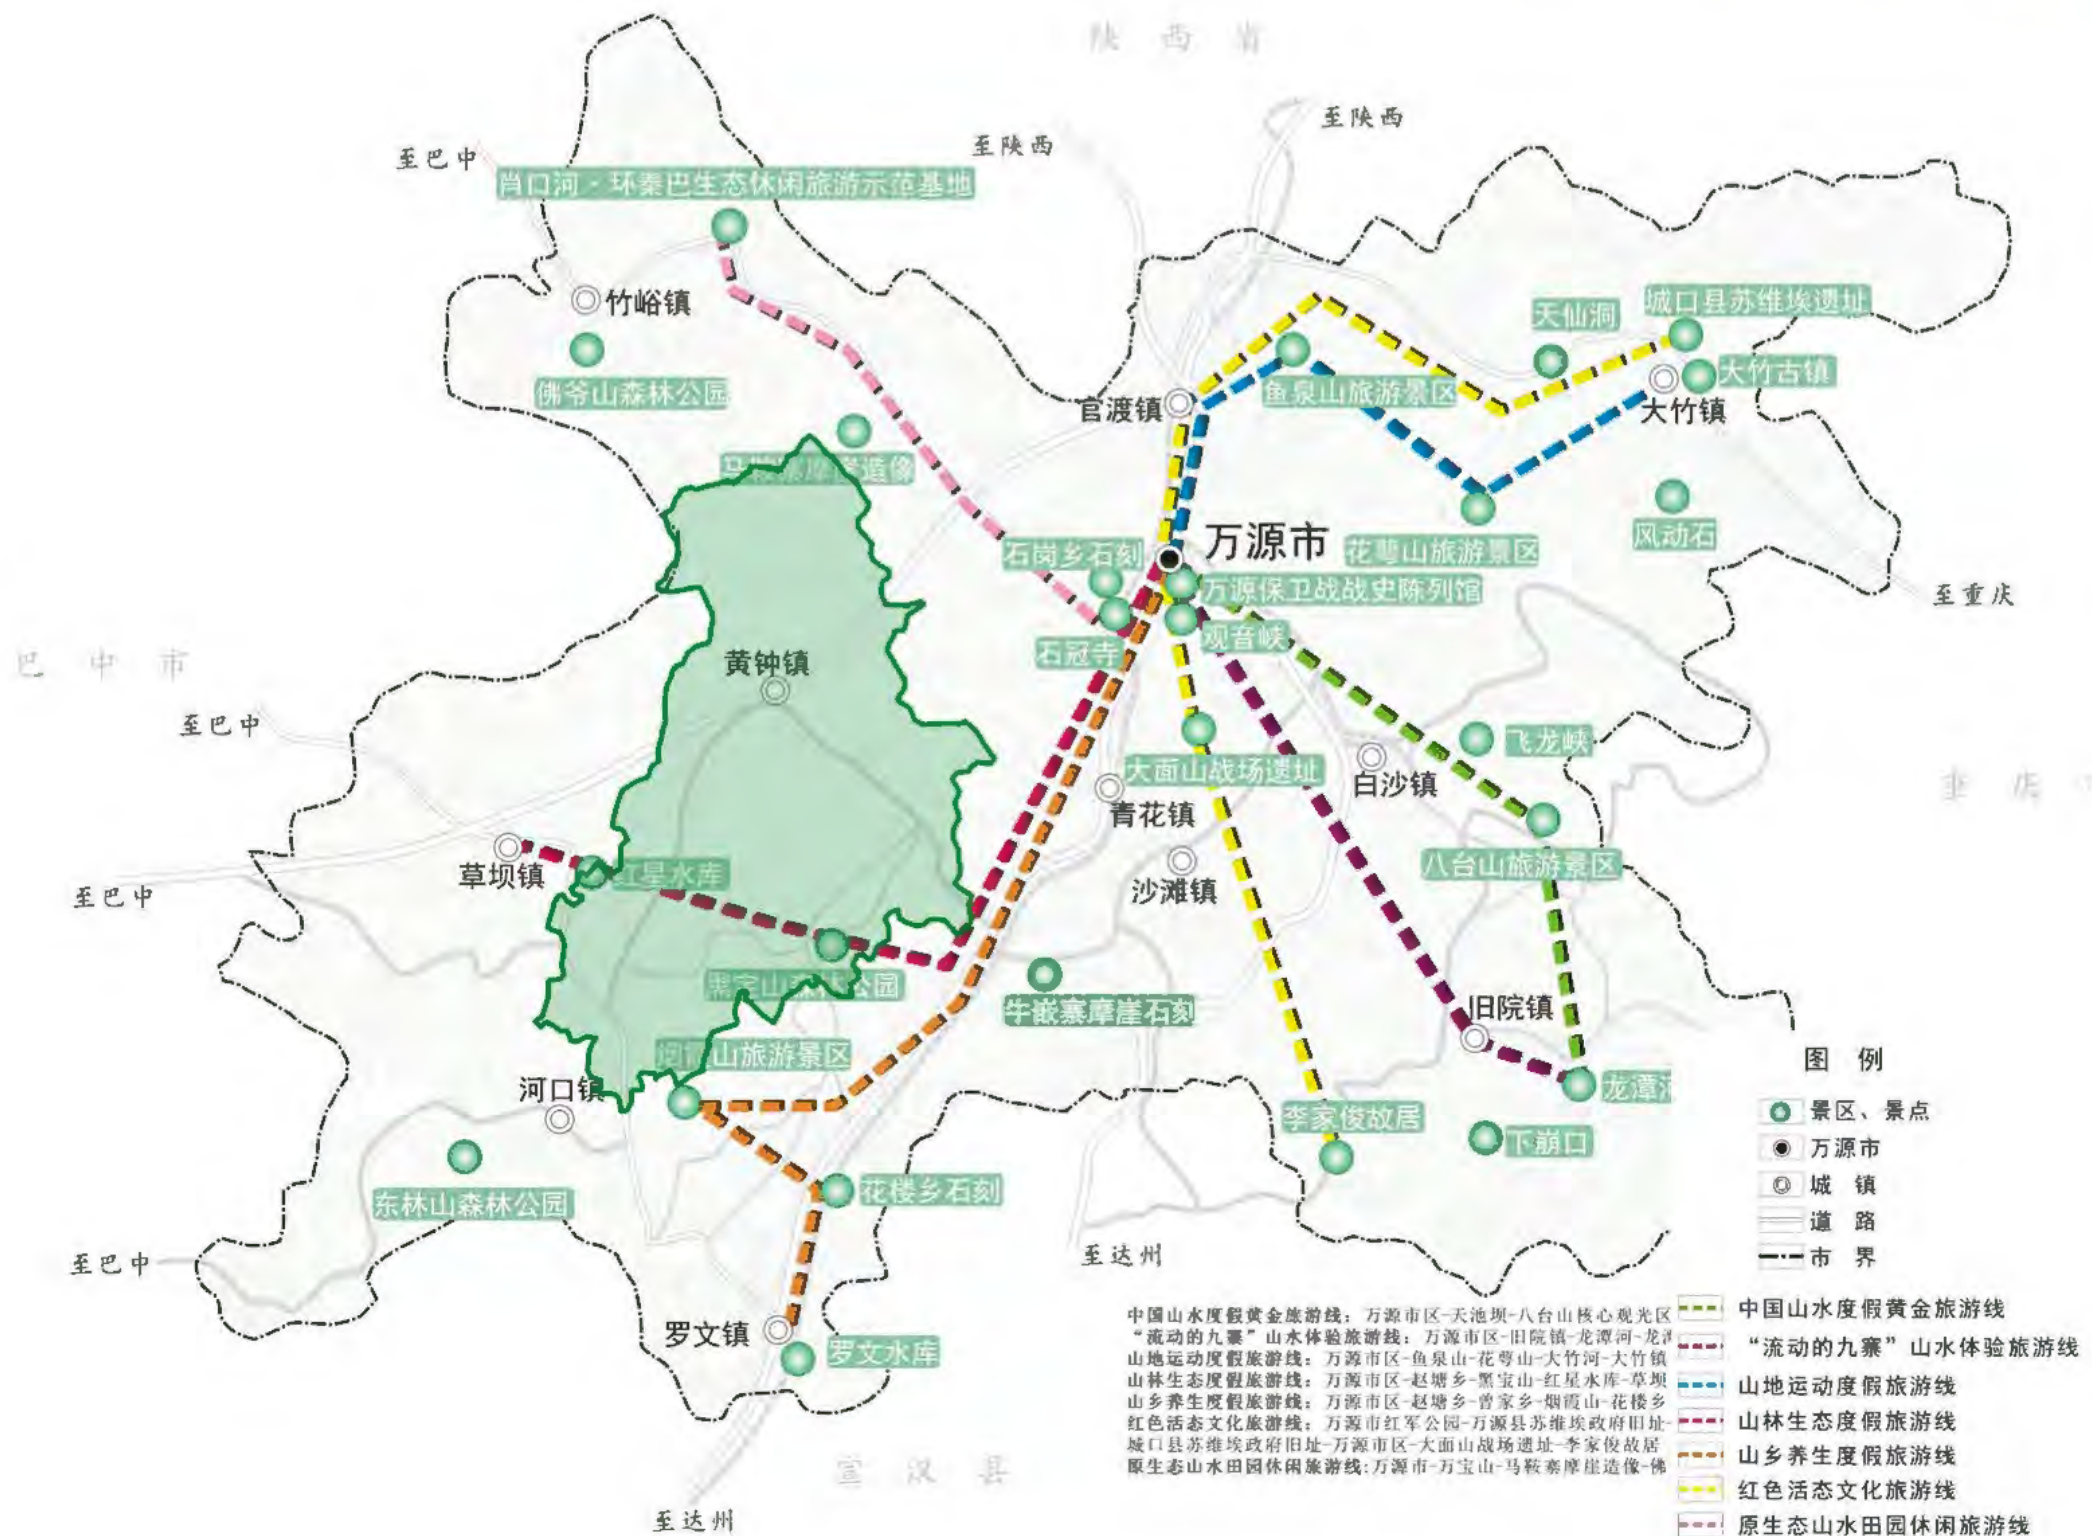 陕西省
至陕西
至陕西
至巴中
肖口河·环秦巴生态休闲旅游示范基地
竹峪镇
佛爷山森林公园
天仙洞
城口县苏维埃遗址
大竹古镇
大竹镇
官渡镇
鱼泉山旅游景区
造像
风动石
石岗乡石刻
万源市
花萼山旅游景区
万源保卫战战史陈列馆
至重庆
观音峡
石冠寺
巴中市
黄钟镇
至巴中
飞龙峡
大面山战场遗址
白沙镇
青花镇
八台山旅游景区
草坝镇
红星水库
沙滩镇
至巴中
黑宝山森林公园
牛嵌寨摩崖石刻
旧院镇
山旅游景区
河口镇
龙潭
李家俊故居
下崩口
东林山森林公园
花楼乡石刻
至巴中
至达州
罗文镇
罗文水库
宣汉县
至达州
图例
景区、景点
万源市
城镇
道路
市界
中国山水度假黄金旅游线：万源市区-天池坝-八台山核心观光区
“流动的九寨”山水体验旅游线：万源市区-旧院镇-龙潭河-龙
山地运动度假旅游线：万源市区-鱼泉山-花萼山-大竹河-大竹镇
山林生态度假旅游线：万源市区-赵塘乡-黑宝山-红星水库-草坝
山乡养生度假旅游线：万源市区-赵塘乡-曾家乡-烟霞山-花楼乡
红色活态文化旅游线：万源市红军公园-万源县苏维埃政府旧址-
城口县苏维埃政府旧址-万源市区-大面山战场遗址-李家俊故居
原生态山水田园休闲旅游线:万源市-万宝山-马鞍寨摩崖造像-佛
中国山水度假黄金旅游线
“流动的九寨”山水体验旅游线
山地运动度假旅游线
山林生态度假旅游线
山乡养生度假旅游线
红色活态文化旅游线
原生态山水田园休闲旅游线